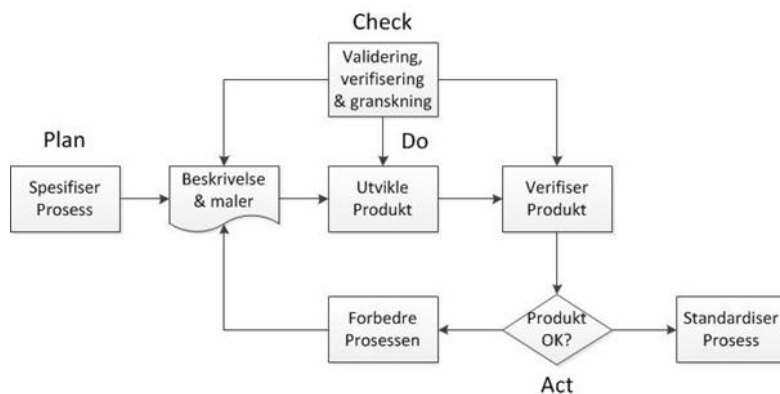 Check
Validering,
verifisering
& granskning
Plan
Do
Spesifiser
Prosess
Beskrivelse
& maler
Utvikle
Produkt
Verifiser
Produkt
Forbedre
Prosessen
Produkt
OK?
Standardiser
Prosess
Act